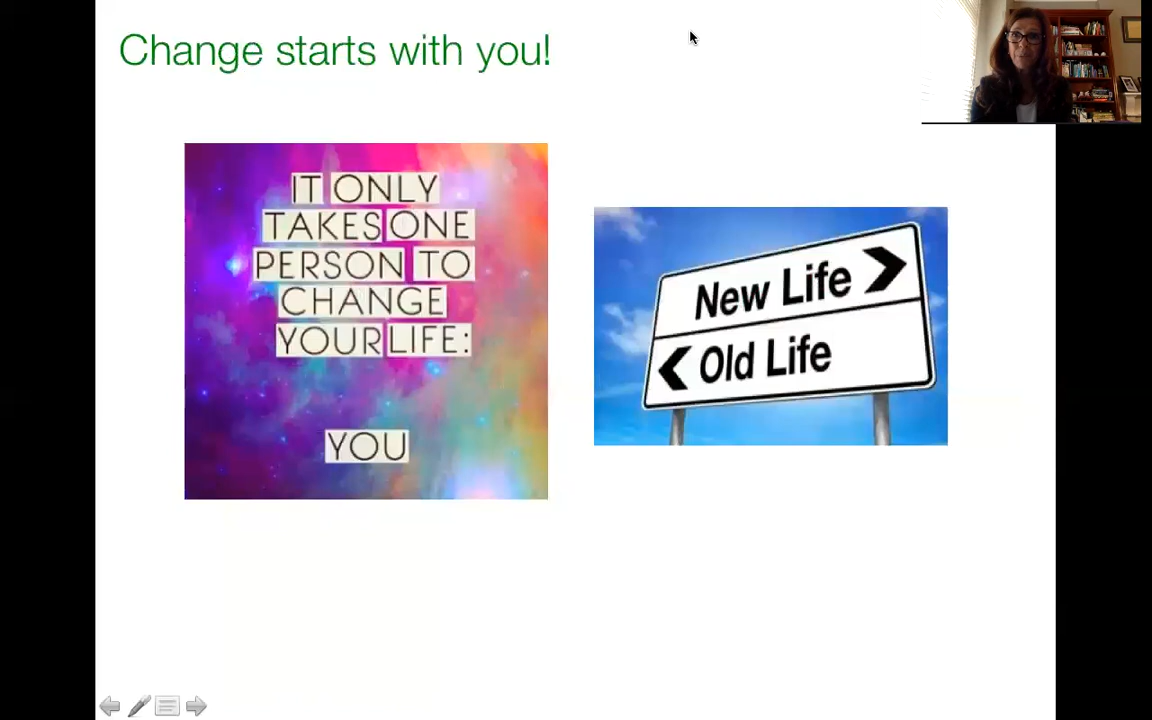 Change starts with you!
IT ONLY
TAKES ONE
PERSON TO
CHANGE
YOUR LIFE:
YOU
New Life
Old Life